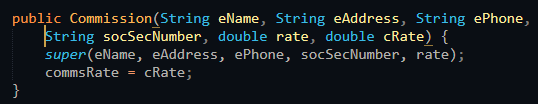 public Commission(String eName, String eAddress, String ePhone,
String socSecNumber, double rate, double cRate) {
super(eName, eAddress, ePhone, socSecNumber, rate);
commsRate = cRate;
}